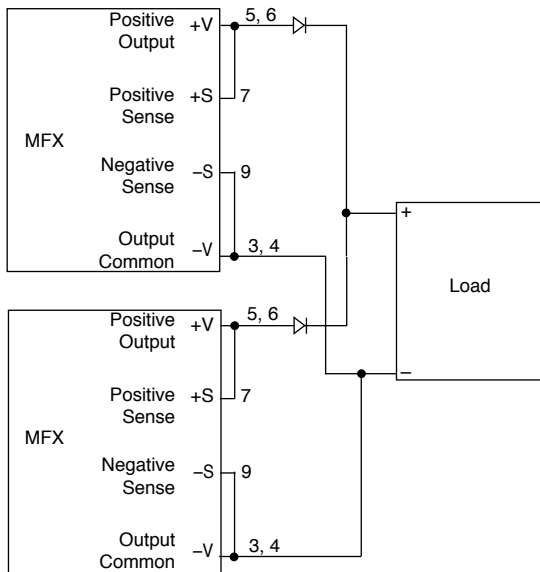 Positive +V 5, 6
Output
Positive +S 7
Sense
MFX
Negative –S 9
Sense
Output –V 3, 4
Common
+
Load
–
Positive +V 5, 6
Output
Positive +S 7
Sense
MFX
Negative –S 9
Sense
Output –V 3, 4
Common